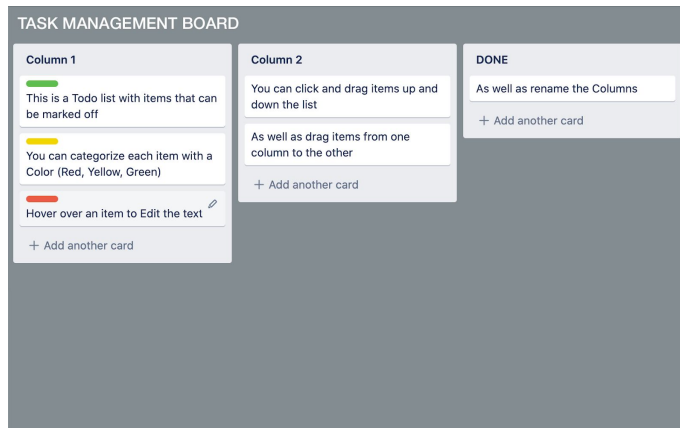 TASK MANAGEMENT BOARD
Column 1
This is a Todo list with items that can
be marked off
You can categorize each item with a
Color (Red, Yellow, Green)
Hover over an item to Edit the text
+ Add another card
Column 2
You can click and drag items up and
down the list
As well as drag items from one
column to the other
+ Add another card
DONE
As well as rename the Columns
+ Add another card